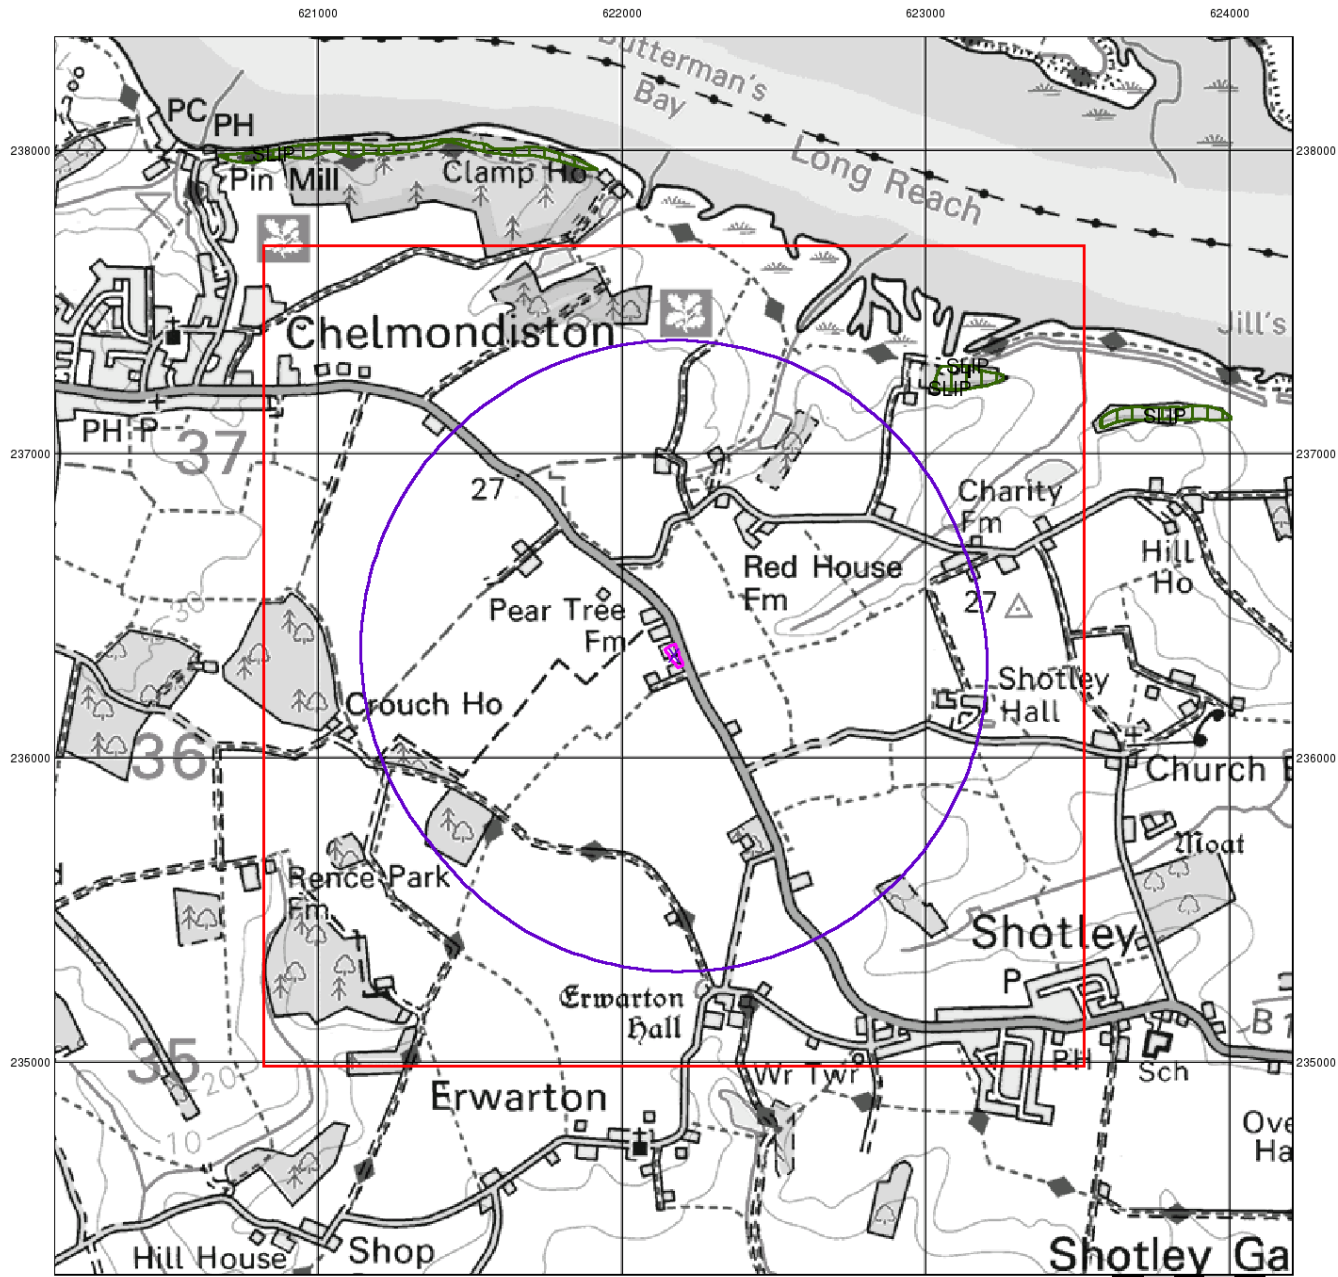 621000 622000 623000 624000
Butterman's
Bay
PC
PH
238000 238000
SLIP
Long Reach
Pin Mill
Clamp Ho
Jill's
Chelmondiston
SLIP
SLIP
SLIP
PH P
37
237000 237000
27
Charity
Fm
Hill
Ho
Red House
Fm
30
27
Pear Tree
Fm
Shotley
Hall
Crouch Ho
36
236000 236000
Church
Moat
Rence Park
Fm
Shotley
P
Erwarton
Hall
B1
35
235000 235000
PH
Sch
Wr Twr
20
Erwarton
10
Ove
Ha
Hill House
Shop
Shotley Ga